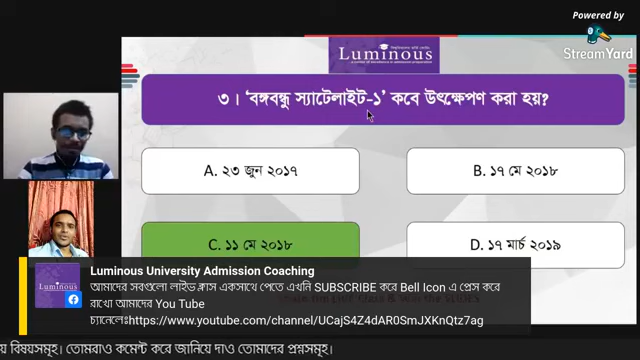 Powered by
StreamYard
Luminous
৩। ‘বঙ্গবন্ধু স্যাটেলাইট-১’ কবে উৎক্ষেপণ করা হয়?
A. ২৩ জুন ২০১৭
B. ১৭ মে ২০১৮
C. ১১ মে ২০১৮
D. ১৭ মার্চ ২০১৯
Luminous
Luminous University Admission Coaching
আমাদের সবগুলো লাইভ ক্লাস একসাথে পেতে এখনি SUBSCRIBE করে Bell Icon এ প্রেস করে
রাখো আমাদের You Tube
চ্যানেলেঃhttps://www.youtube.com/channel/UCajS4Z4dAR0SmJXKnQtz7ag
য় বিষয়সমূহ। তোমরাও কমেন্ট করে জানিয়ে দাও তোমাদের প্রশ্নসমূহ।